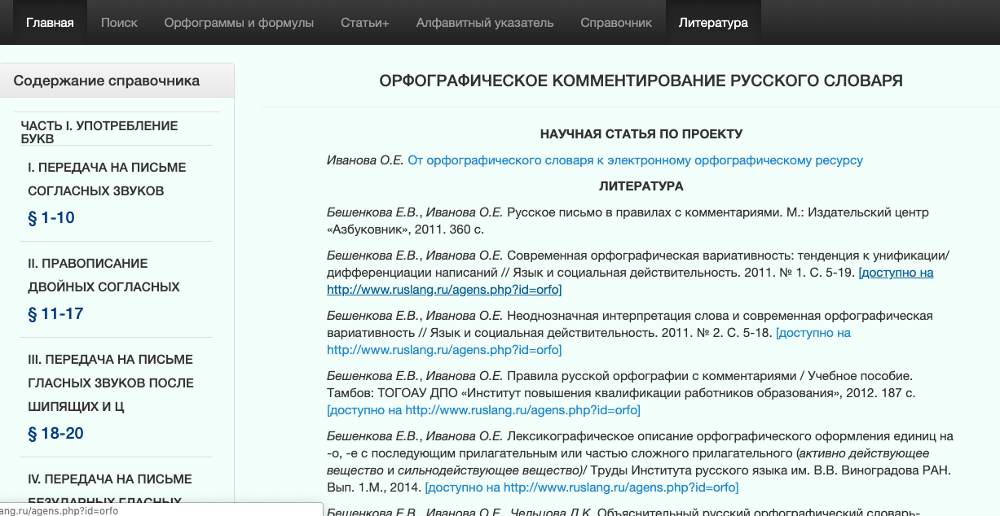 Главная Поиск Орфограммы и формулы Статьи+ Алфавитный указатель Справочник Литература
Содержание справочника
ЧАСТЬ I. УПОТРЕБЛЕНИЕ
БУКВ
I. ПЕРЕДАЧА НА ПИСЬМЕ
СОГЛАСНЫХ ЗВУКОВ
§ 1-10
II. ПРАВОПИСАНИЕ
ДВОЙНЫХ СОГЛАСНЫХ
§ 11-17
III. ПЕРЕДАЧА НА ПИСЬМЕ
ГЛАСНЫХ ЗВУКОВ ПОСЛЕ
ШИПЯЩИХ И Ц
§ 18-20
IV. ПЕРЕДАЧА НА ПИСЬМЕ
БЕЗУДАРНЫХ ГЛАСНЫХ
ang.ru/agens.php?id=orfo
ОРФОГРАФИЧЕСКОЕ КОММЕНТИРОВАНИЕ РУССКОГО СЛОВАРЯ
НАУЧНАЯ СТАТЬЯ ПО ПРОЕКТУ
Иванова О.Е. От орфографического словаря к электронному орфографическому ресурсу
ЛИТЕРАТУРА
Бешенкова Е.В., Иванова О.Е. Русское письмо в правилах с комментариями. М.: Издательский центр
«Азбуковник», 2011. 360 с.
Бешенкова Е.В., Иванова О.Е. Современная орфографическая вариативность: тенденция к унификации/
дифференциации написаний // Язык и социальная действительность. 2011. № 1. С. 5-19. [доступно на
http://www.ruslang.ru/agens.php?id=orfo]
Бешенкова Е.В., Иванова О.Е. Неоднозначная интерпретация слова и современная орфографическая
вариативность // Язык и социальная действительность. 2011. № 2. С. 5-18. [доступно на
http://www.ruslang.ru/agens.php?id=orfo]
Бешенкова Е.В., Иванова О.Е. Правила русской орфографии с комментариями / Учебное пособие.
Тамбов: ТОГОАУ ДПО «Институт повышения квалификации работников образования», 2012. 187 с.
[доступно на http://www.ruslang.ru/agens.php?id=orfo]
Бешенкова Е.В., Иванова О.Е. Лексикографическое описание орфографического оформления единиц на
-о, -е с последующим прилагательным или частью сложного прилагательного (активно действующее
вещество и сильнодействующее вещество)/ Труды Института русского языка им. В.В. Виноградова РАН.
Вып. 1.М., 2014. [доступно на http://www.ruslang.ru/agens.php?id=orfo]
Бешенкова Е.В., Иванова О.Е., Чельцова Л.К. Объяснительный русский орфографический словарь-